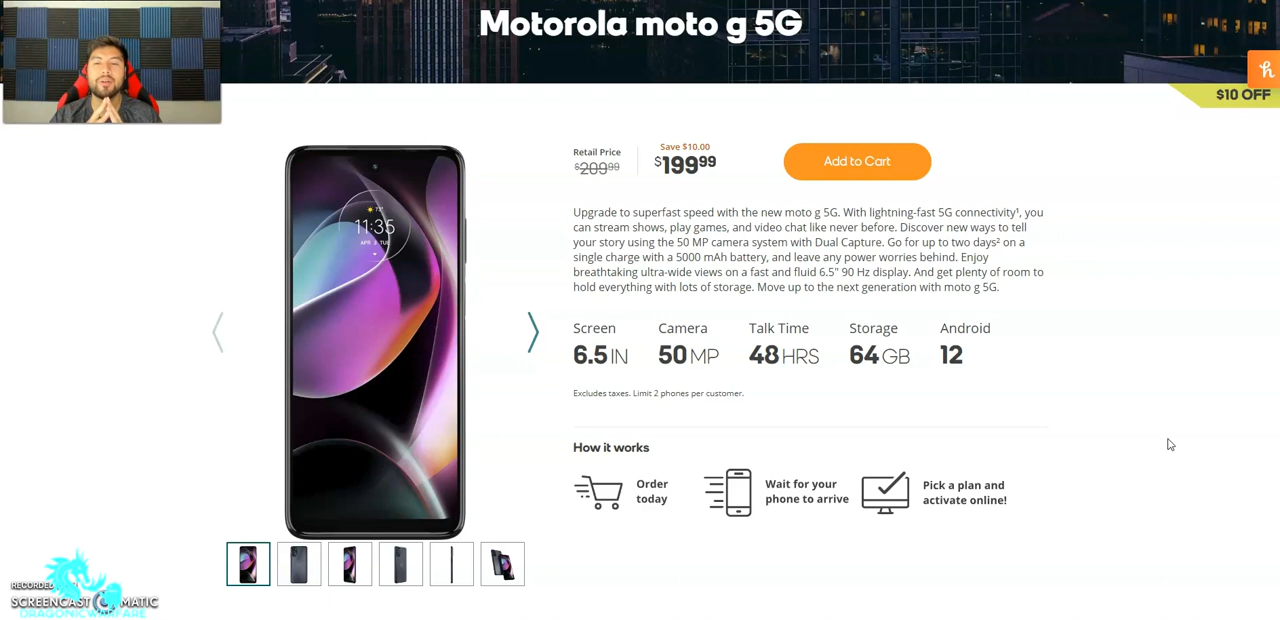 Motorola moto g 5G
$10 OFF
Retail Price
$209.99
Save $10.00
$199.99
Add to Cart
Upgrade to superfast speed with the new moto g 5G. With lightning-fast 5G connectivity¹, you
can stream shows, play games, and video chat like never before. Discover new ways to tell
your story using the 50 MP camera system with Dual Capture. Go for up to two days² on a
single charge with a 5000 mAh battery, and leave any power worries behind. Enjoy
breathtaking ultra-wide views on a fast and fluid 6.5" 90 Hz display. And get plenty of room to
hold everything with lots of storage. Move up to the next generation with moto g 5G.
11:35
Screen
6.5 IN
Camera
50 MP
Talk Time
48 HRS
Storage
64 GB
Android
12
Excludes taxes. Limit 2 phones per customer.
How it works
Order
today
Wait for your
phone to arrive
Pick a plan and
activate online!
SCREENCAST MATIC
DRAGONICWARFARE